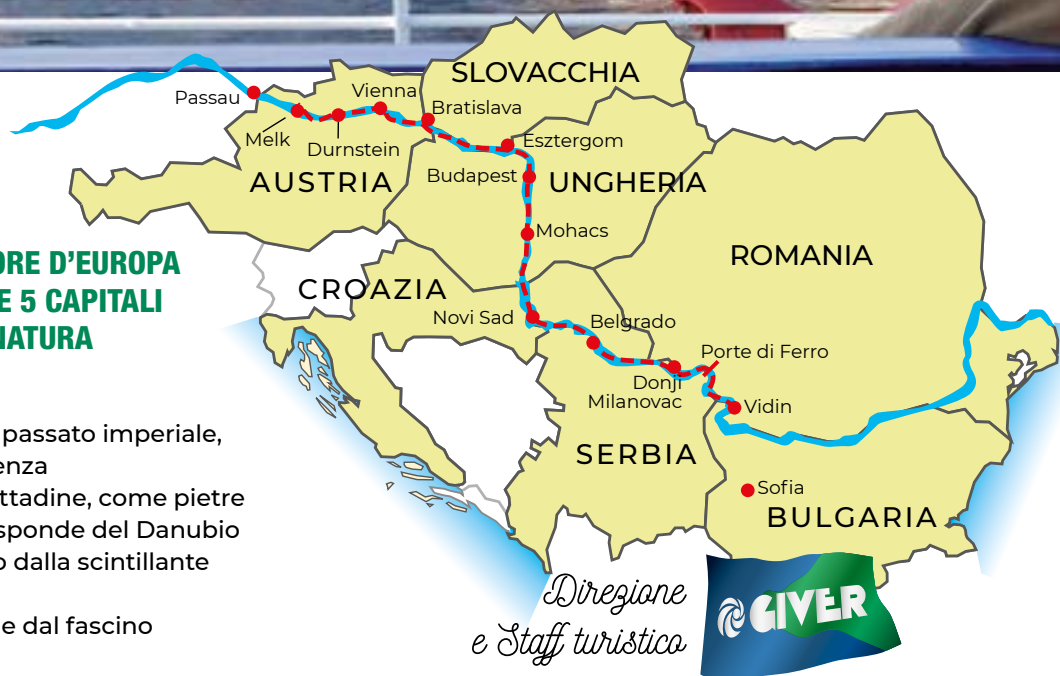 SLOVACCHIA
Passau
Vienna
Bratislava
Melk
Durnstein
Esztergom
AUSTRIA
Budapest
UNGHERIA
Mohacs
ORE D’EUROPA
E 5 CAPITALI
NATURA
ROMANIA
CROAZIA
Novi Sad
Belgrado
Porte di Ferro
Donji
Milanovac
Vidin
passato imperiale,
enza
ttadine, come pietre
sponde del Danubio
o dalla scintillante
e dal fascino
SERBIA
Sofia
BULGARIA
Direzione
e Staff turistico
GIVER